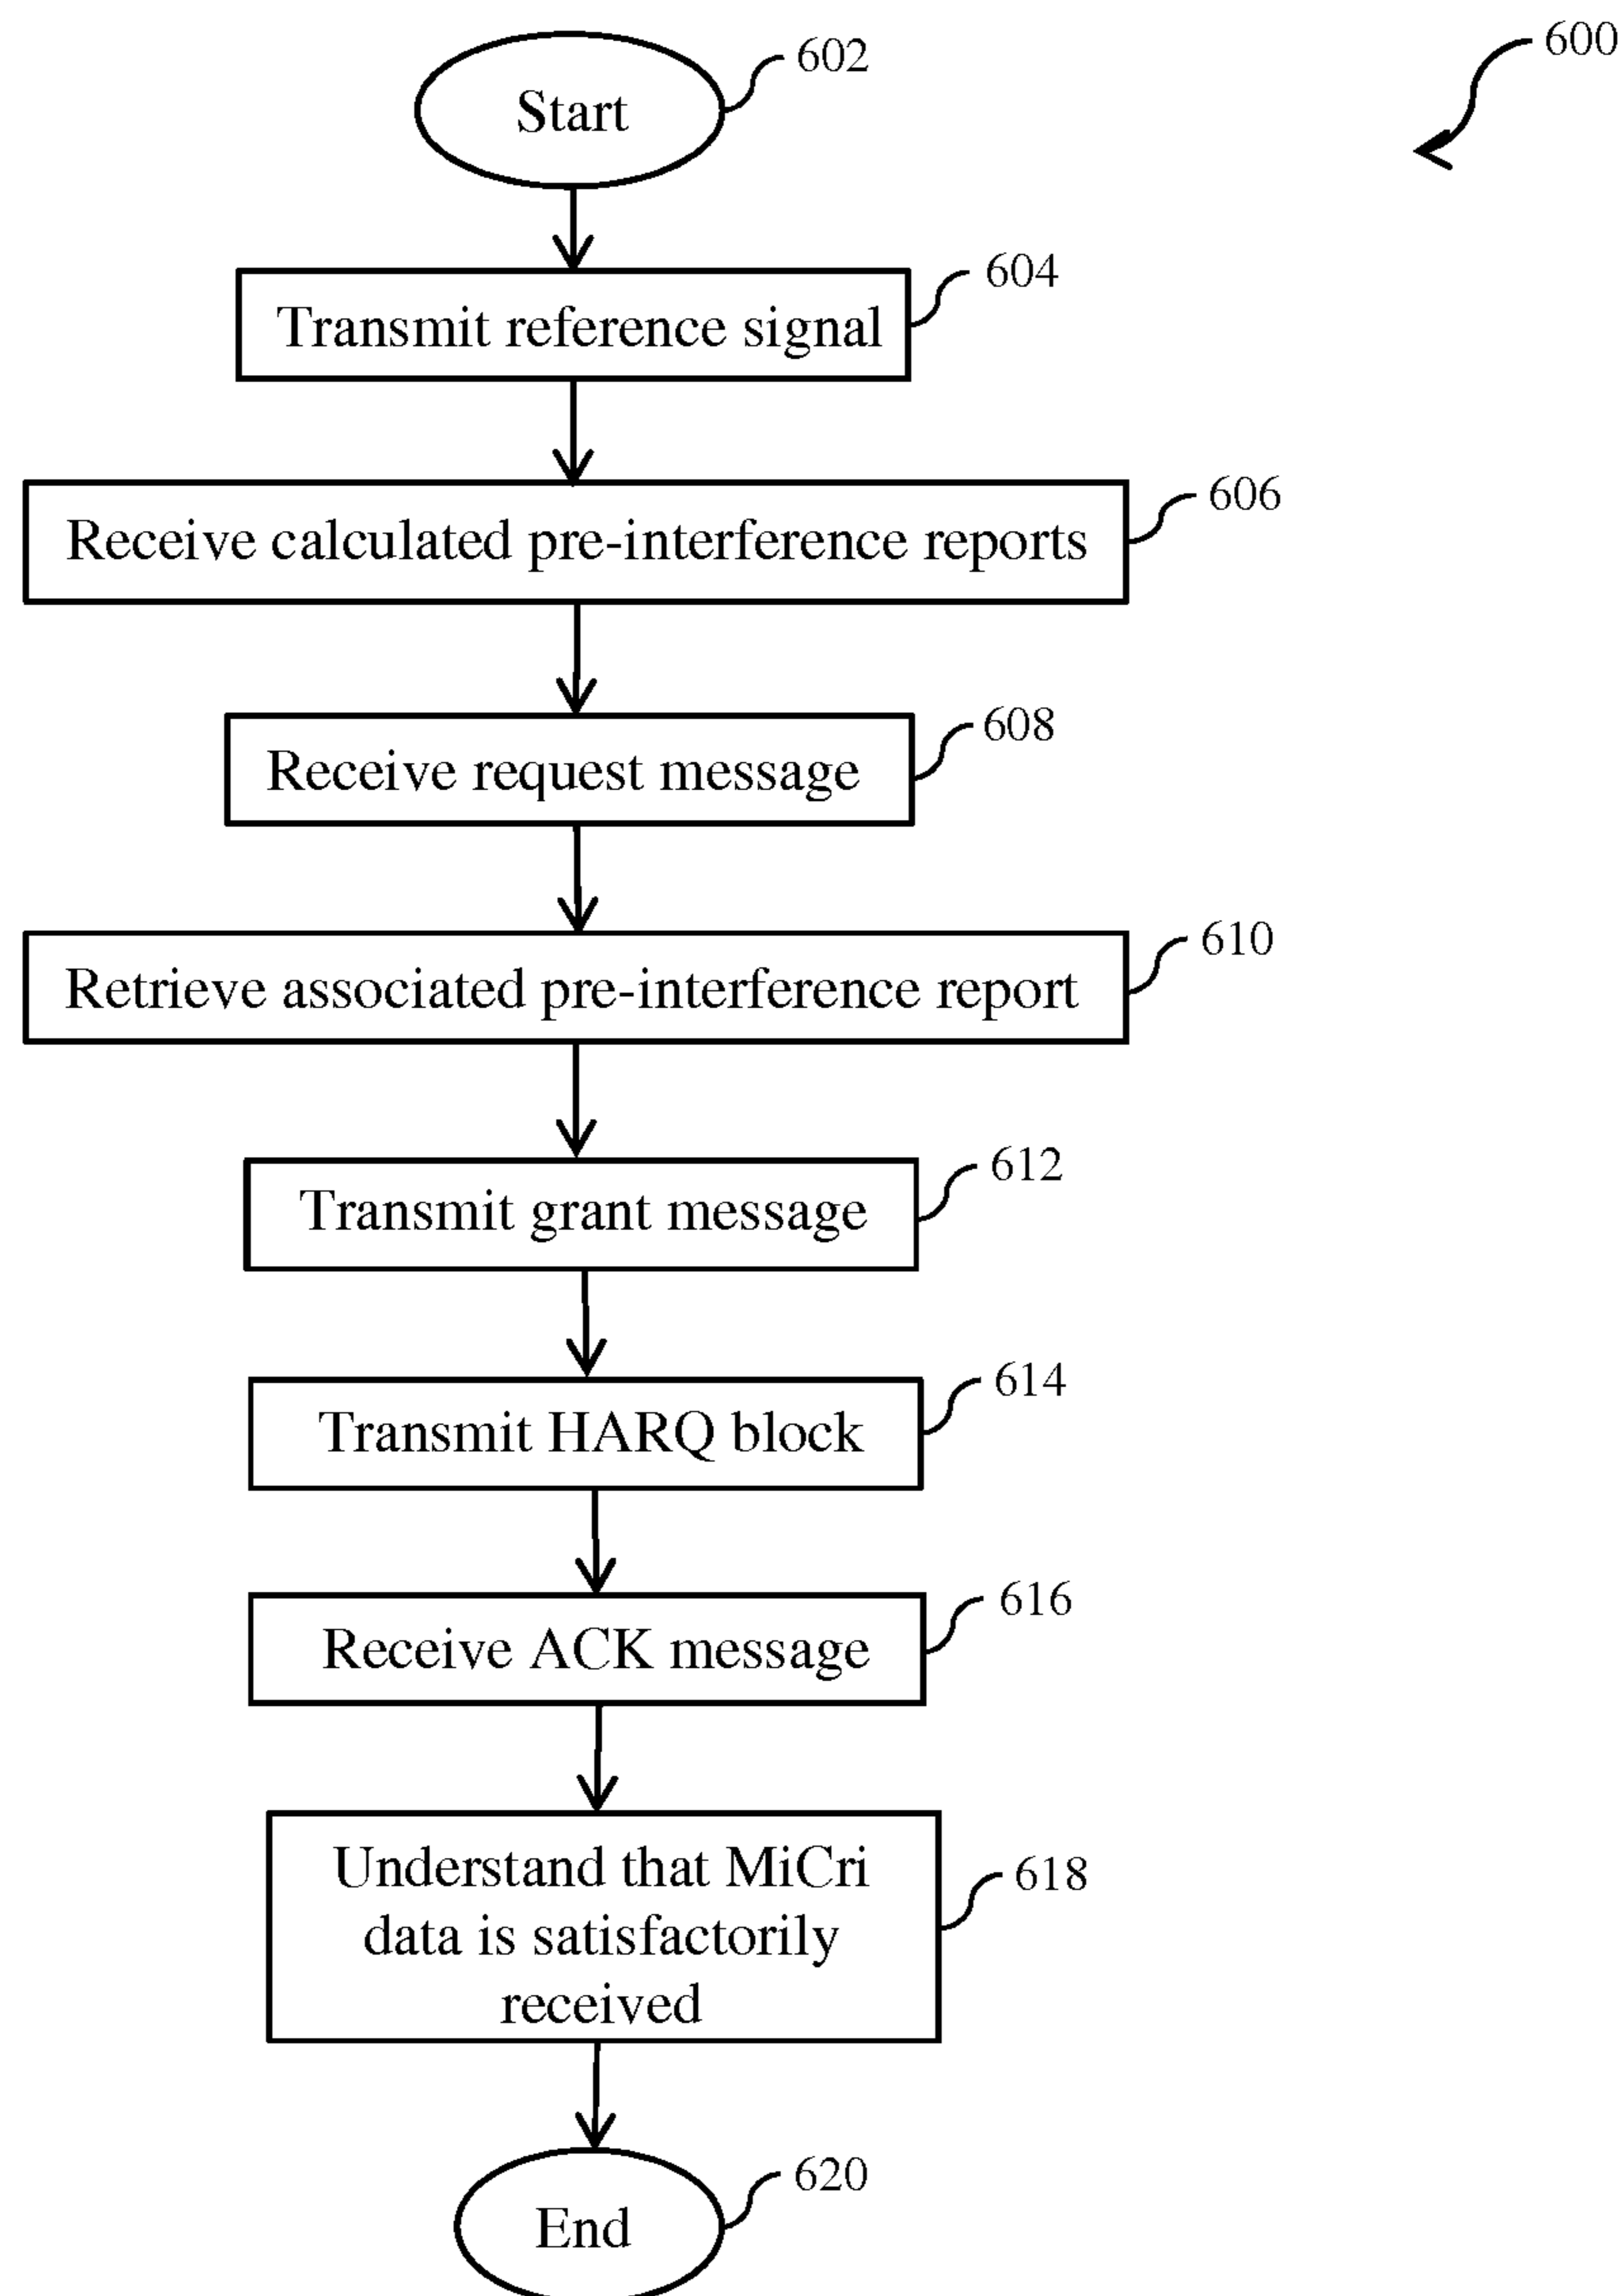 600
602
Start
604
Transmit reference signal
606
Receive calculated pre-interference reports
608
Receive request message
610
Retrieve associated pre-interference report
612
Transmit grant message
614
Transmit HARQ block
616
Receive ACK message
618
Understand that MiCri
data is satisfactorily
received
620
End